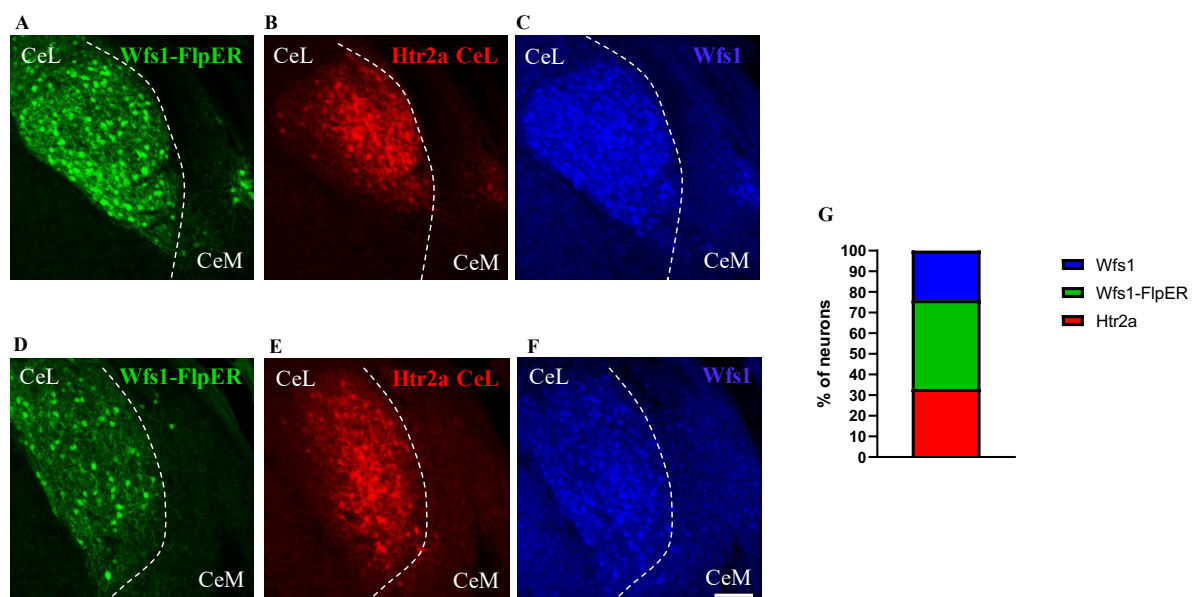 A
B
C
CeL
Wfs1-FlpER
CeM
CeL
Htr2a CeL
CeM
CeL
Wfs1
D
E
F
CeL
Wfs1-FlpER
CeM
CeL
Htr2a CeL
CeM
CeL
Wfs1
CeM
G
% of neurons
100
90
80
70
60
50
40
30
20
10
0
Wfs1
Wfs1-FlpER
Htr2a